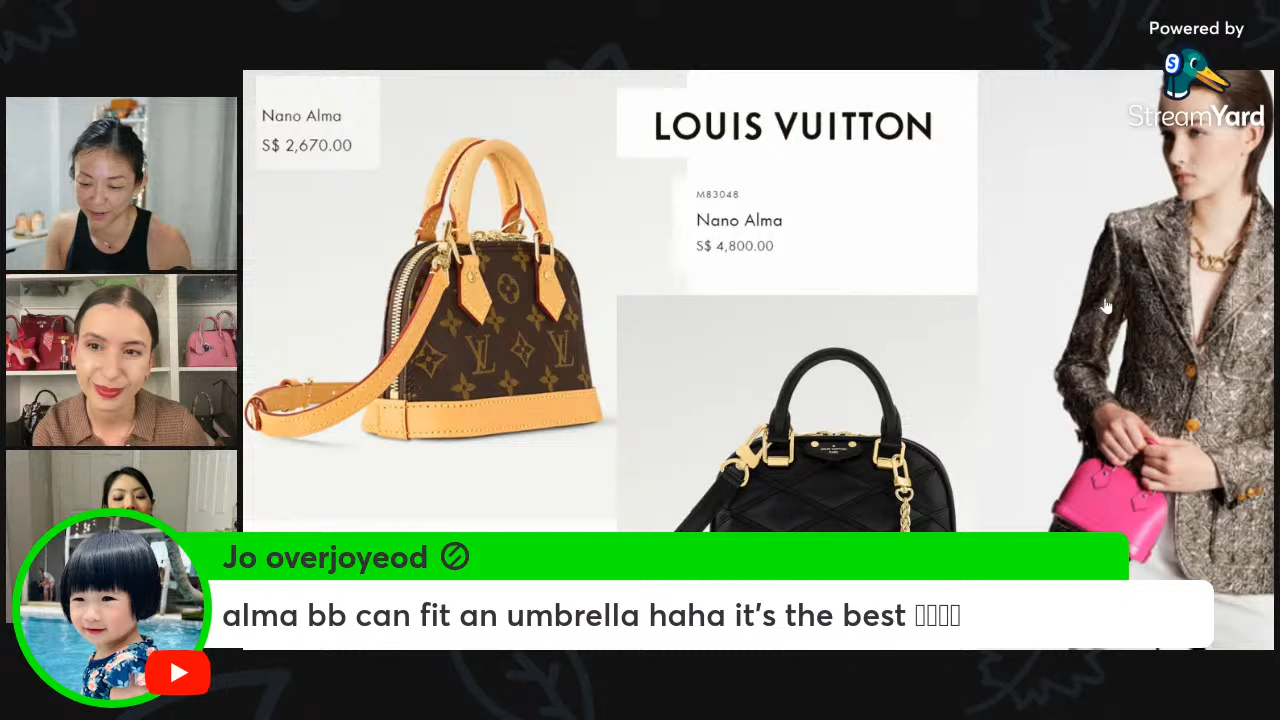 Powered by
StreamYard
Nano Alma
S$ 2,670.00
LOUIS VUITTON
M83048
Nano Alma
S$ 4,800.00
Jo overjoyeod
alma bb can fit an umbrella haha it's the best